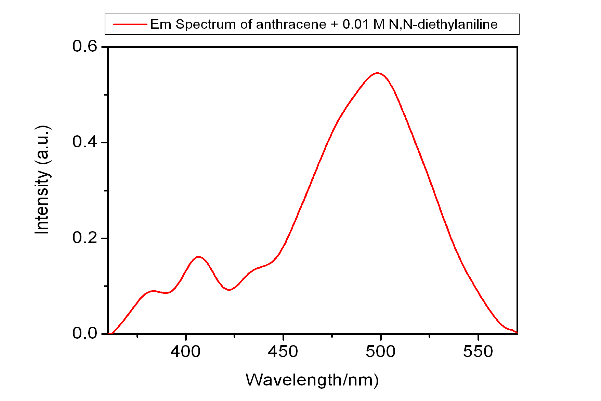 Em Spectrum of anthracene + 0.01 M N,N-diethylaniline
0.6
0.4
0.2
0.0
Intensity (a.u.)
400 450 500 550
Wavelength/nm)